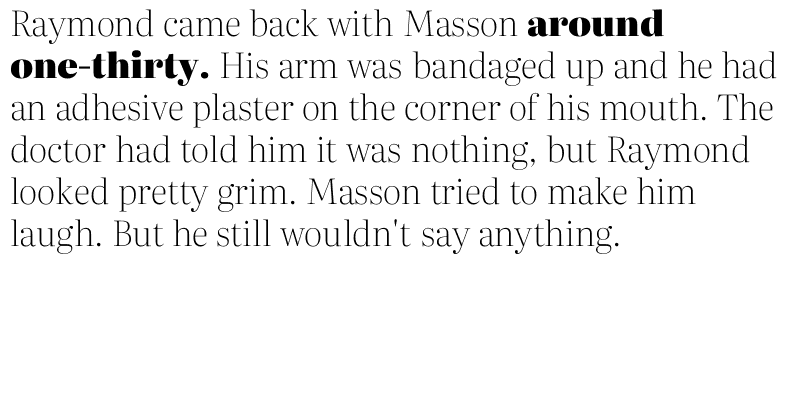 Raymond came back with Masson around
one-thirty. His arm was bandaged up and he had
an adhesive plaster on the corner of his mouth. The
doctor had told him it was nothing, but Raymond
looked pretty grim. Masson tried to make him
laugh. But he still wouldn't say anything.